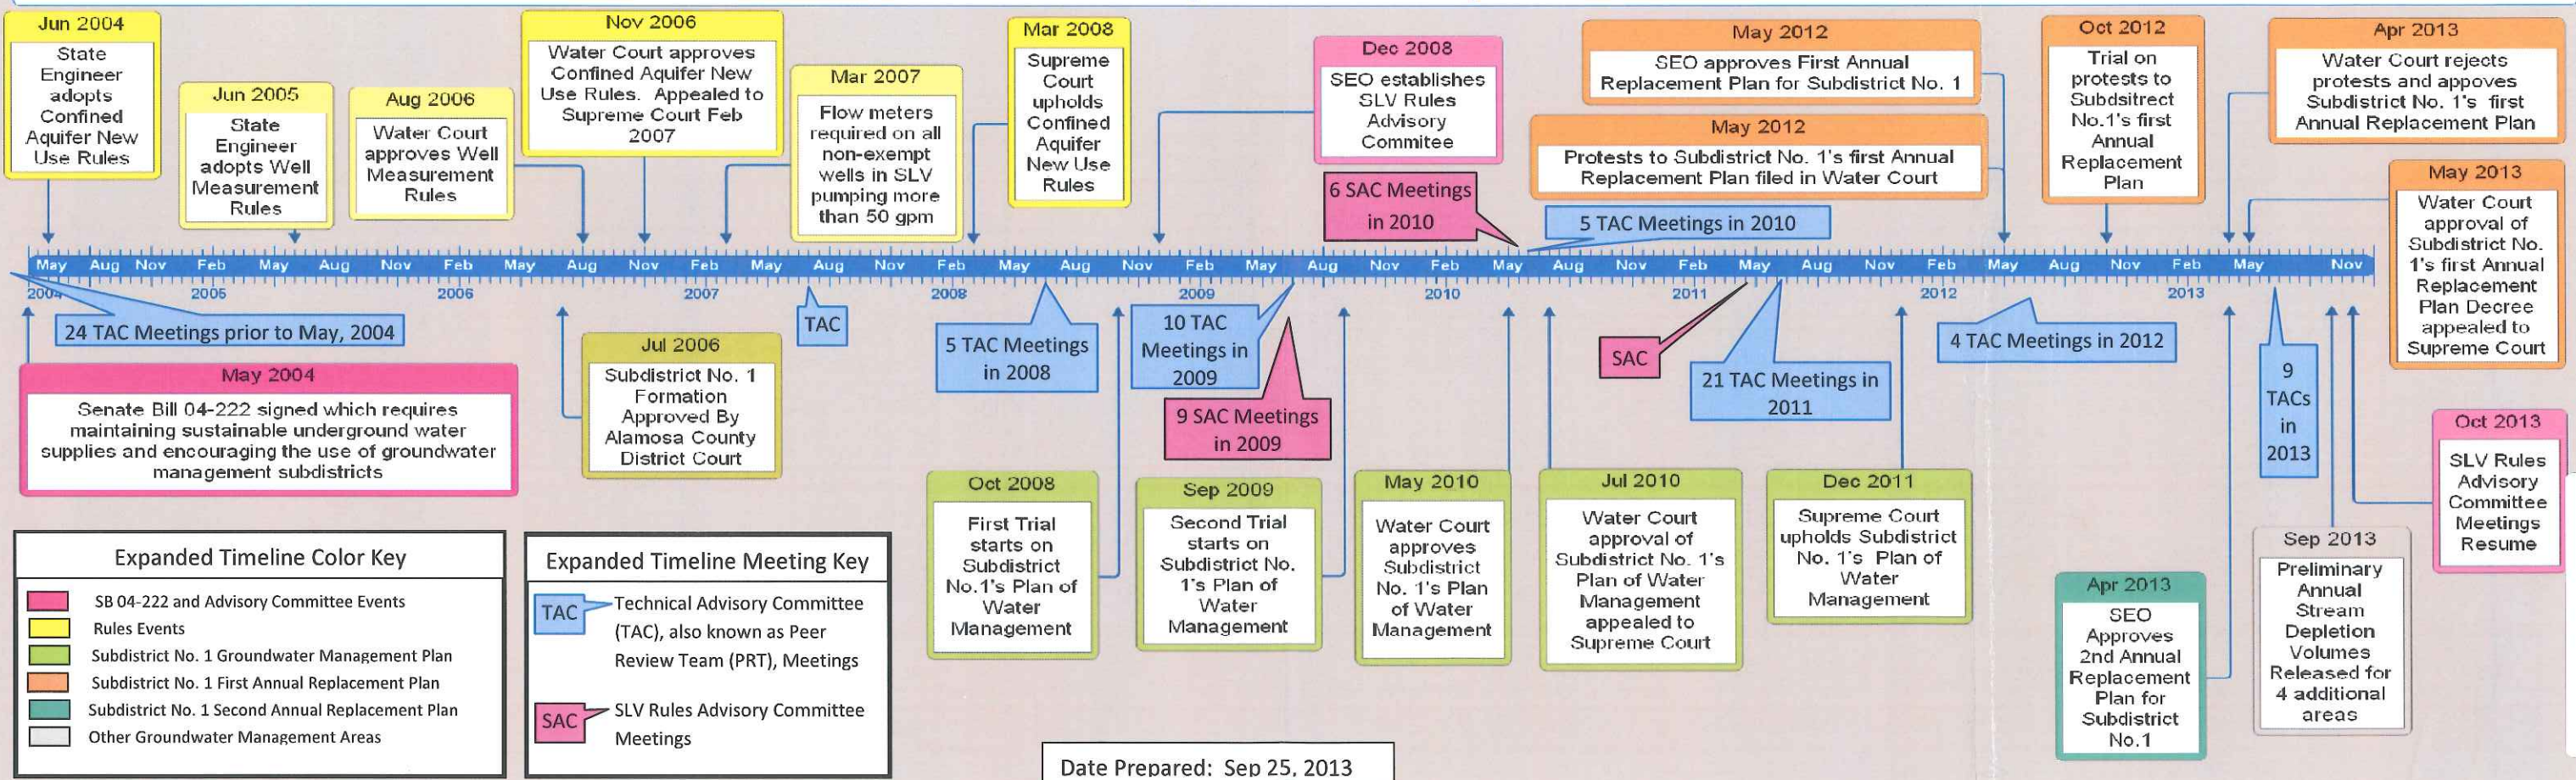 Jun 2004
State
Engineer
adopts
Confined
Aquifer New
Use Rules
Jun 2005
State
Engineer
adopts Well
Measurement
Rules
Aug 2006
Water Court
approves Well
Measurement
Rules
Nov 2006
Water Court approves
Confined Aquifer New
Use Rules. Appealed to
Supreme Court Feb
2007
Mar 2007
Flow meters
required on all
non-exempt
wells in SLV
pumping more
than 50 gpm
Mar 2008
Supreme
Court
upholds
Confined
Aquifer
New Use
Rules
Dec 2008
SEO establishes
SLV Rules
Advisory
Commitee
6 SAC Meetings
in 2010
May 2012
SEO approves First Annual
Replacement Plan for Subdistrict No. 1
May 2012
Protests to Subdistrict No. 1's first Annual
Replacement Plan filed in Water Court
5 TAC Meetings in 2010
Oct 2012
Trial on
protests to
Subdsitrect
No.1's first
Annual
Replacement
Plan
Apr 2013
Water Court rejects
protests and appoves
Subdistrict No. 1's first
Annual Replacement Plan
May 2013
Water Court
approval of
Subdistrict No.
1's first Annual
Replacement
Plan Decree
appealed to
Supreme Court
May Aug Nov Feb May Aug Nov Feb May Aug Nov Feb May Aug Nov Feb May Aug Nov Feb May Aug Nov Feb May Aug Nov Feb May Aug Nov Feb May Aug Nov Feb May Nov
2004 2005 2006 2007 2008 2009 2010 2011 2012 2013
24 TAC Meetings prior to May, 2004
May 2004
Senate Bill 04-222 signed which requires
maintaining sustainable underground water
supplies and encouraging the use of groundwater
management subdistricts
Jul 2006
Subdistrict No. 1
Formation
Approved By
Alamosa County
District Court
TAC
5 TAC Meetings
in 2008
10 TAC
Meetings in
2009
9 SAC Meetings
in 2009
SAC
21 TAC Meetings in
2011
4 TAC Meetings in 2012
9
TACs
in
2013
Oct 2008
First Trial
starts on
Subdistrict
No.1's Plan of
Water
Management
Sep 2009
Second Trial
starts on
Subdistrict No.
1's Plan of
Water
Management
May 2010
Water Court
approves
Subdistrict
No. 1's Plan
of Water
Management
Jul 2010
Water Court
approval of
Subdistrict No. 1's
Plan of Water
Management
appealed to
Supreme Court
Dec 2011
Supreme Court
upholds Subdistrict
No. 1's Plan of
Water
Management
Apr 2013
SEO
Approves
2nd Annual
Replacement
Plan for
Subdistrict
No.1
Sep 2013
Preliminary
Annual
Stream
Depletion
Volumes
Released for
4 additional
areas
Oct 2013
SLV Rules
Advisory
Committee
Meetings
Resume
Expanded Timeline Color Key
SB 04-222 and Advisory Committee Events
Rules Events
Subdistrict No. 1 Groundwater Management Plan
Subdistrict No. 1 First Annual Replacement Plan
Subdistrict No. 1 Second Annual Replacement Plan
Other Groundwater Management Areas
Expanded Timeline Meeting Key
TAC
Technical Advisory Committee
(TAC), also known as Peer
Review Team (PRT), Meetings
SAC
SLV Rules Advisory Committee
Meetings
Date Prepared: Sep 25, 2013